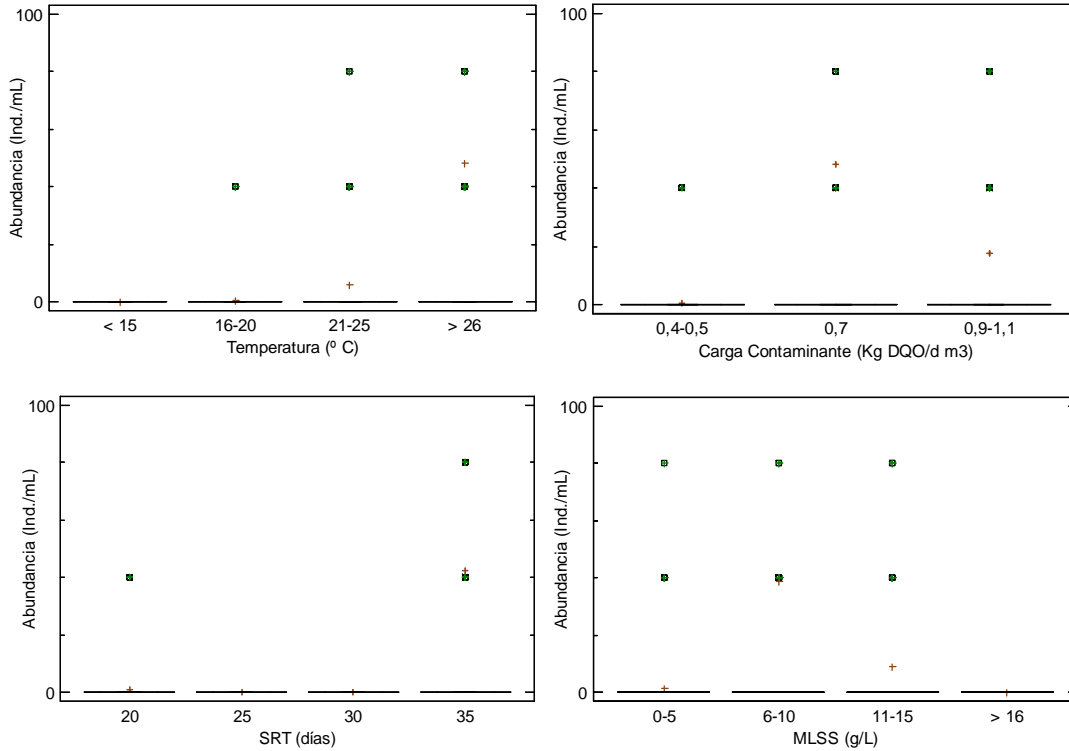 100
Abundancia (Ind./mL)
0
< 15
16-20
21-25
> 26
Temperatura (º C)
100
Abundancia (Ind./mL)
0
0,4-0,5
0,7
0,9-1,1
Carga Contaminante (Kg DQO/d m3)
100
Abundancia (Ind./mL)
0
20
25
30
35
SRT (días)
100
Abundancia (Ind./mL)
0
0-5
6-10
11-15
> 16
MLSS (g/L)